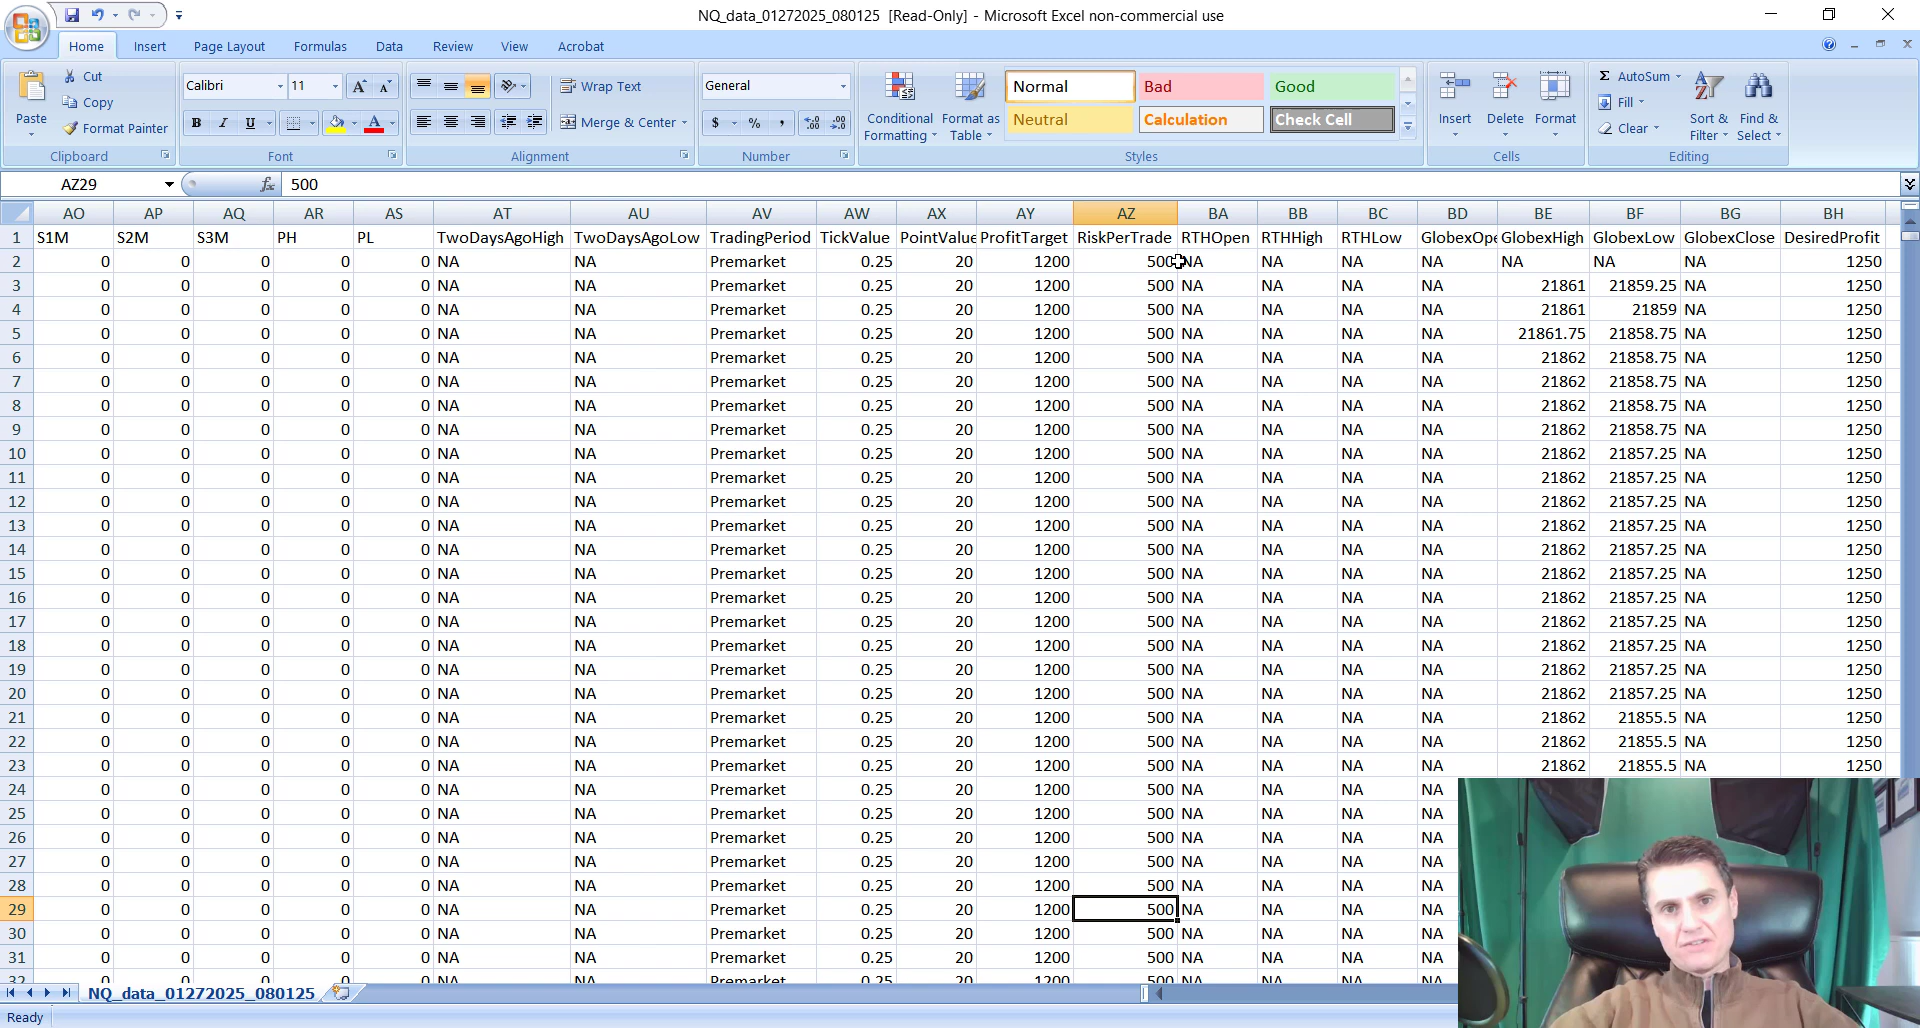 NQ_data_01272025_080125 [Read-Only] - Microsoft Excel non-commercial use
Home Insert Page Layout Formulas Data Review View Acrobat
Paste Cut Copy Format Painter Clipboard
Calibri 11 B I U A Font
Wrap Text Merge & Center Alignment
General $ % , Number
Conditional Formatting Format as Table Normal Bad Good Neutral Calculation Check Cell Styles
Insert Delete Format Cells
Σ AutoSum Fill Clear Sort & Filter Find & Select Editing
AZ29 fx 500
AO AP AQ AR AS AT AU AV AW AX AY AZ BA BB BC BD BE BF BG BH
1 S1M S2M S3M PH PL TwoDaysAgoHigh TwoDaysAgoLow TradingPeriod TickValue PointValue ProfitTarget RiskPerTrade RTHOpen RTHHigh RTHLow GlobexOpe GlobexHigh GlobexLow GlobexClose DesiredProfit
2 0 0 0 0 0 NA NA Premarket 0.25 20 1200 500 NA NA NA NA NA NA NA 1250
3 0 0 0 0 0 NA NA Premarket 0.25 20 1200 500 NA NA NA NA 21861 21859.25 NA 1250
4 0 0 0 0 0 NA NA Premarket 0.25 20 1200 500 NA NA NA NA 21861 21859 NA 1250
5 0 0 0 0 0 NA NA Premarket 0.25 20 1200 500 NA NA NA NA 21861.75 21858.75 NA 1250
6 0 0 0 0 0 NA NA Premarket 0.25 20 1200 500 NA NA NA NA 21862 21858.75 NA 1250
7 0 0 0 0 0 NA NA Premarket 0.25 20 1200 500 NA NA NA NA 21862 21858.75 NA 1250
8 0 0 0 0 0 NA NA Premarket 0.25 20 1200 500 NA NA NA NA 21862 21858.75 NA 1250
9 0 0 0 0 0 NA NA Premarket 0.25 20 1200 500 NA NA NA NA 21862 21858.75 NA 1250
10 0 0 0 0 0 NA NA Premarket 0.25 20 1200 500 NA NA NA NA 21862 21857.25 NA 1250
11 0 0 0 0 0 NA NA Premarket 0.25 20 1200 500 NA NA NA NA 21862 21857.25 NA 1250
12 0 0 0 0 0 NA NA Premarket 0.25 20 1200 500 NA NA NA NA 21862 21857.25 NA 1250
13 0 0 0 0 0 NA NA Premarket 0.25 20 1200 500 NA NA NA NA 21862 21857.25 NA 1250
14 0 0 0 0 0 NA NA Premarket 0.25 20 1200 500 NA NA NA NA 21862 21857.25 NA 1250
15 0 0 0 0 0 NA NA Premarket 0.25 20 1200 500 NA NA NA NA 21862 21857.25 NA 1250
16 0 0 0 0 0 NA NA Premarket 0.25 20 1200 500 NA NA NA NA 21862 21857.25 NA 1250
17 0 0 0 0 0 NA NA Premarket 0.25 20 1200 500 NA NA NA NA 21862 21857.25 NA 1250
18 0 0 0 0 0 NA NA Premarket 0.25 20 1200 500 NA NA NA NA 21862 21857.25 NA 1250
19 0 0 0 0 0 NA NA Premarket 0.25 20 1200 500 NA NA NA NA 21862 21857.25 NA 1250
20 0 0 0 0 0 NA NA Premarket 0.25 20 1200 500 NA NA NA NA 21862 21857.25 NA 1250
21 0 0 0 0 0 NA NA Premarket 0.25 20 1200 500 NA NA NA NA 21862 21855.5 NA 1250
22 0 0 0 0 0 NA NA Premarket 0.25 20 1200 500 NA NA NA NA 21862 21855.5 NA 1250
23 0 0 0 0 0 NA NA Premarket 0.25 20 1200 500 NA NA NA NA 21862 21855.5 NA 1250
24 0 0 0 0 0 NA NA Premarket 0.25 20 1200 500 NA NA NA NA
25 0 0 0 0 0 NA NA Premarket 0.25 20 1200 500 NA NA NA NA
26 0 0 0 0 0 NA NA Premarket 0.25 20 1200 500 NA NA NA NA
27 0 0 0 0 0 NA NA Premarket 0.25 20 1200 500 NA NA NA NA
28 0 0 0 0 0 NA NA Premarket 0.25 20 1200 500 NA NA NA NA
29 0 0 0 0 0 NA NA Premarket 0.25 20 1200 500 NA NA NA NA
30 0 0 0 0 0 NA NA Premarket 0.25 20 1200 500 NA NA NA NA
31 0 0 0 0 0 NA NA Premarket 0.25 20 1200 500 NA NA NA NA
32 0 0 0 0 0 NA NA Premarket 0.25 20 1200 500 NA NA NA NA
NQ_data_01272025_080125
Ready